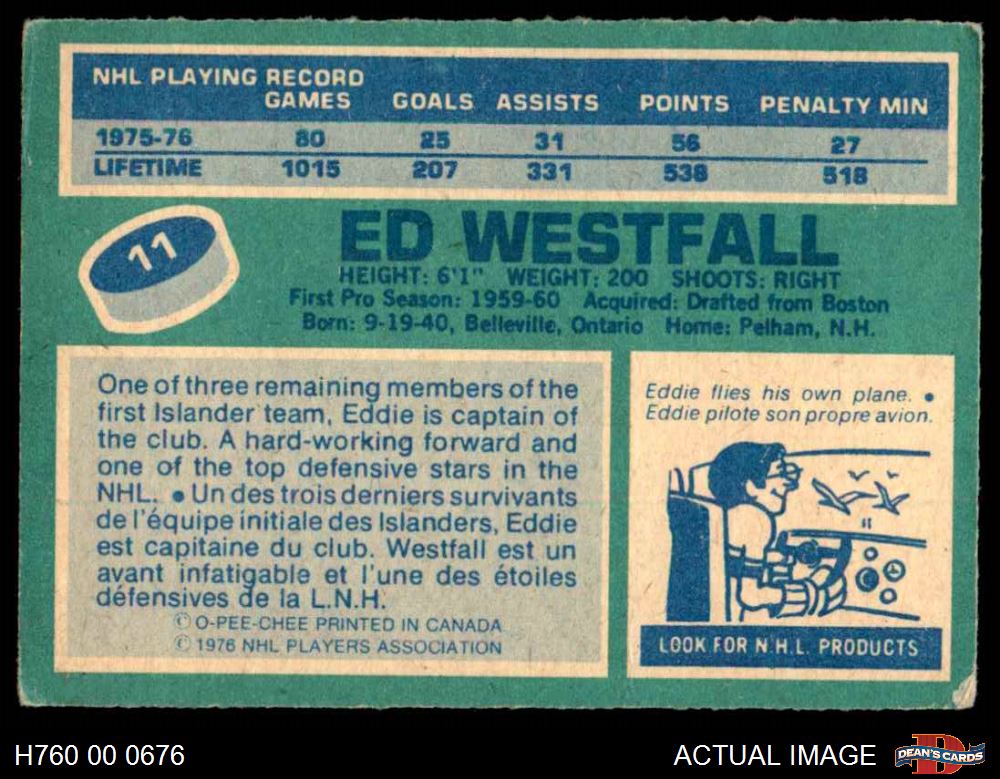 NHL PLAYING RECORD
GAMES GOALS ASSISTS POINTS PENALTY MIN
1975-76 80 25 31 56 27
LIFETIME 1015 207 331 538 518
11
ED WESTFALL
HEIGHT: 6'1" WEIGHT: 200 SHOOTS: RIGHT
First Pro Season: 1959-60 Acquired: Drafted from Boston
Born: 9-19-40, Belleville, Ontario Home: Pelham, N.H.
One of three remaining members of the
first Islander team, Eddie is captain of
the club. A hard-working forward and
one of the top defensive stars in the
NHL. • Un des trois derniers survivants
de l'équipe initiale des Islanders, Eddie
est capitaine du club. Westfall est un
avant infatigable et l'une des étoiles
défensives de la L.N.H.
© O-PEE-CHEE PRINTED IN CANADA
© 1976 NHL PLAYERS ASSOCIATION
Eddie flies his own plane. •
Eddie pilote son propre avion.
LOOK FOR N.H.L. PRODUCTS
H760 00 0676
ACTUAL IMAGE
DEAN'S CARDS